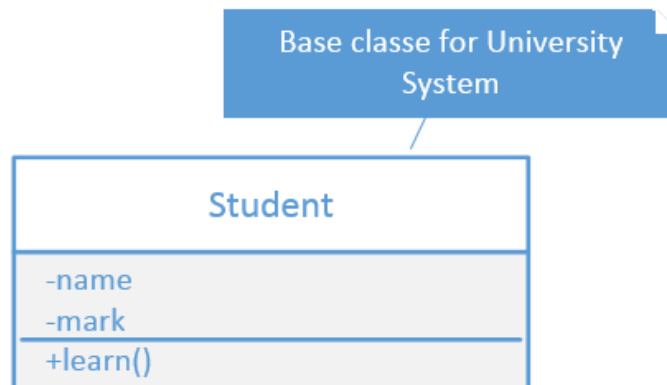 Base classe for University
System
Student
-name
-mark
+learn()